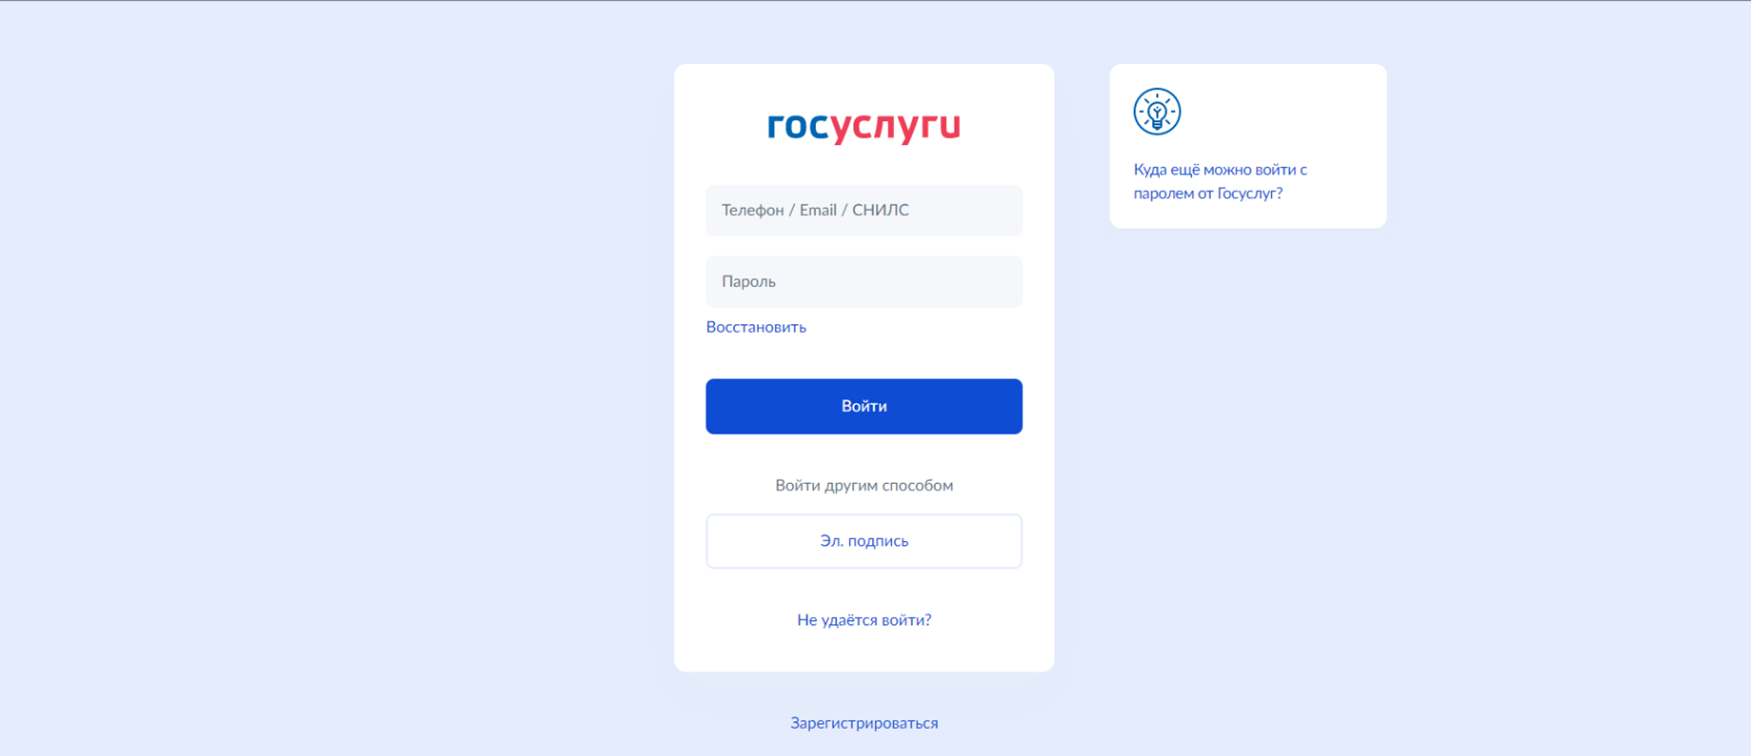 госуслуги
Телефон / Email / СНИЛС
Пароль
Восстановить
Войти
Войти другим способом
Эл. подпись
Не удаётся войти?
Зарегистрироваться
Куда ещё можно войти с
паролем от Госуслуг?